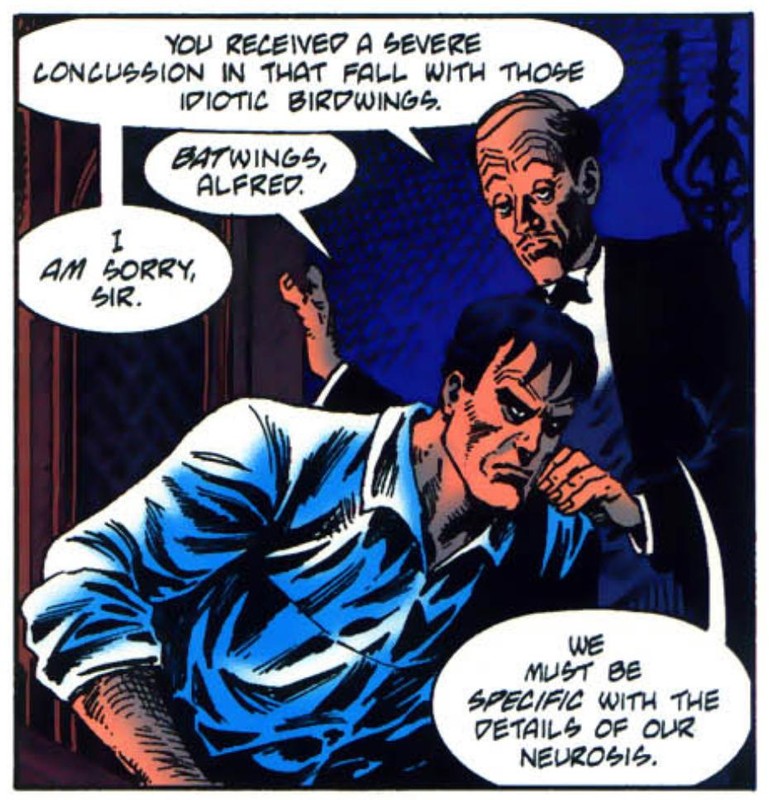 YOU RECEIVED A SEVERE
CONCUSSION IN THAT FALL WITH THOSE
IDIOTIC BIRDWINGS.
BATWINGS,
ALFRED.
I
AM SORRY,
SIR.
WE
MUST BE
SPECIFIC WITH THE
DETAILS OF OUR
NEUROSIS.